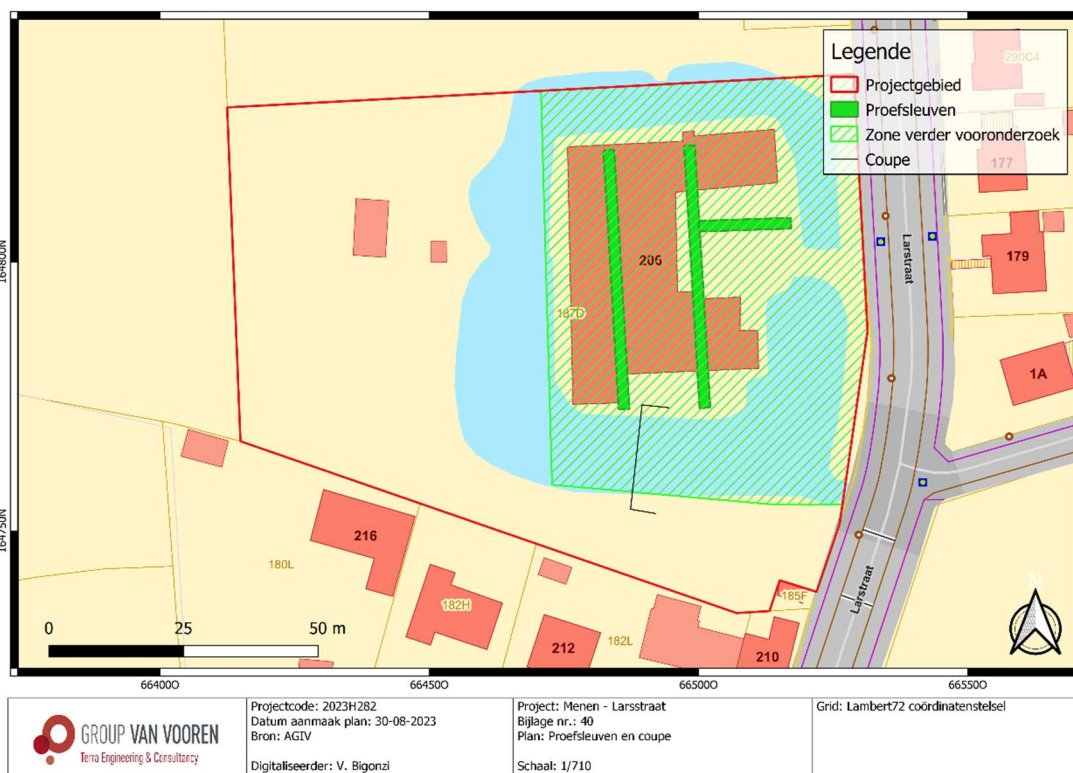 Legende
Projectgebied
Proefsleuven
Zone verder vooronderzoek
Coupe
290C4
177
Larstraat
179
206
187D
1A
164800N
164750N
216
180L
182H
185F
182L
212
210
Larstraat
N
0 25 50 m
664000 664500 665000 665500
GROUP VAN VOOREN
Terra Engineering & Consultancy
Projectcode: 2023H282
Datum aanmaak plan: 30-08-2023
Bron: AGIV
Digitaliseerder: V. Bigonzi
Project: Menen - Larsstraat
Bijlage nr.: 40
Plan: Proefsleuven en coupe
Schaal: 1/710
Grid: Lambert72 coördinatenstelsel